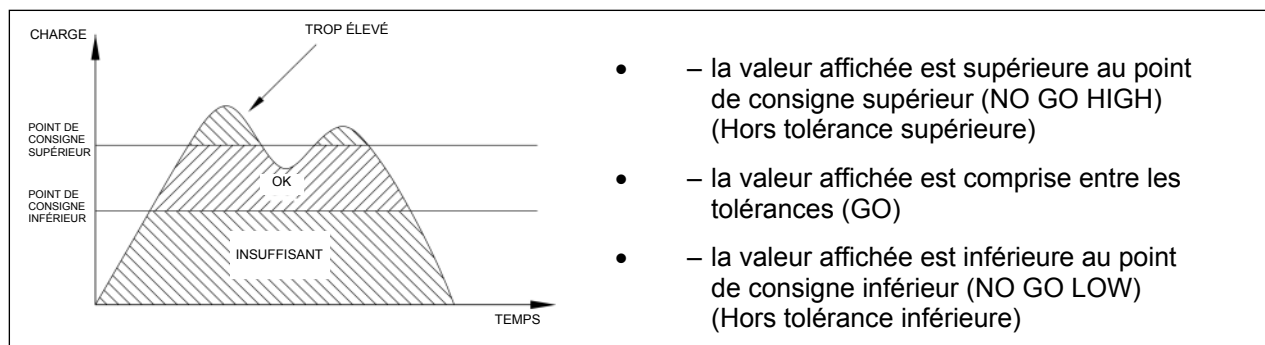 CHARGE
TROP ÉLEVÉ
POINT DE
CONSIGNE
SUPÉRIEUR
OK
POINT DE
CONSIGNE
INFÉRIEUR
INSUFFISANT
TEMPS
• – la valeur affichée est supérieure au point
de consigne supérieur (NO GO HIGH)
(Hors tolérance supérieure)
• – la valeur affichée est comprise entre les
tolérances (GO)
• – la valeur affichée est inférieure au point
de consigne inférieur (NO GO LOW)
(Hors tolérance inférieure)